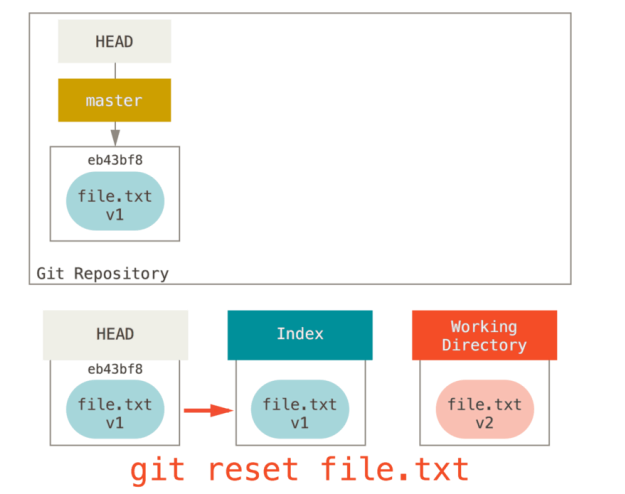 HEAD
master
eb43bf8
file.txt
v1
Git Repository
HEAD
Index
Working
Directory
eb43bf8
file.txt
v1
file.txt
v1
file.txt
v2
git reset file.txt